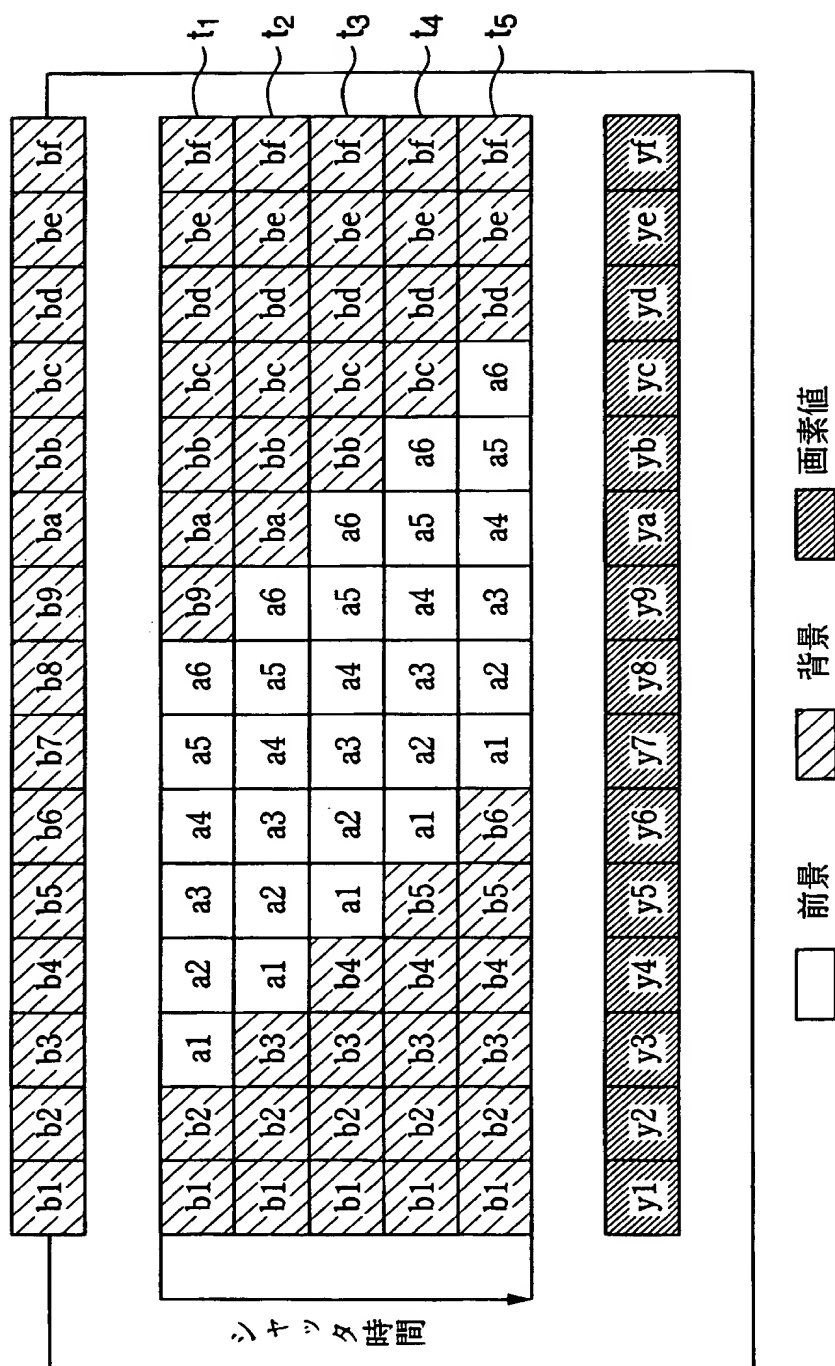 b1 b2 b3 b4 b5 b6 b7 b8 b9 ba bb bc bd be bf
b1 b2 a1 a2 a3 a4 a5 a6 b9 ba bb bc bd be bf t1
b1 b2 b3 a1 a2 a3 a4 a5 a6 ba bb bc bd be bf t2
b1 b2 b3 b4 a1 a2 a3 a4 a5 a6 bb bc bd be bf t3
b1 b2 b3 b4 b5 a1 a2 a3 a4 a5 a6 bc bd be bf t4
b1 b2 b3 b4 b5 b6 a1 a2 a3 a4 a5 a6 bd be bf t5
シャッタ時間
y1 y2 y3 y4 y5 y6 y7 y8 y9 ya yb yc yd ye yf
前景 背景 画素値